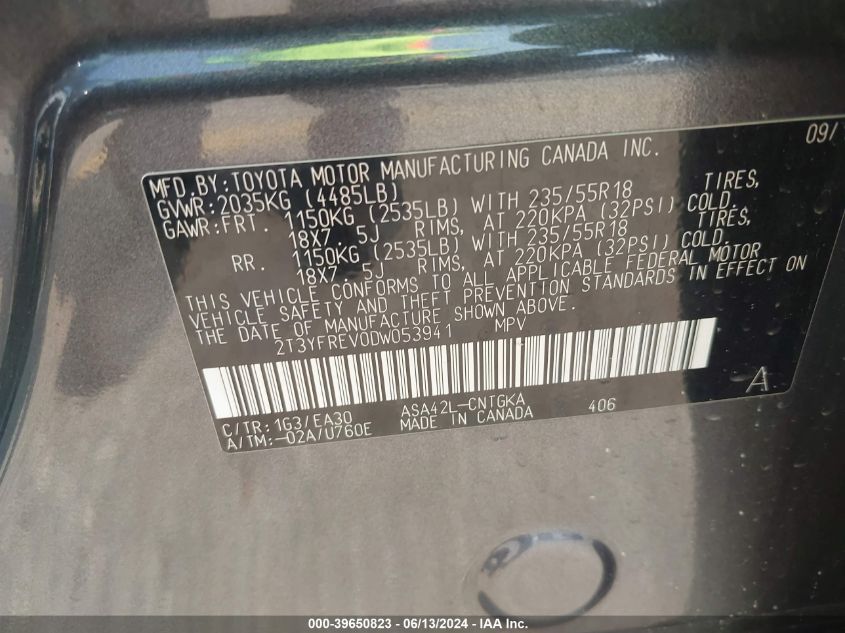 09/
MFD.BY:TOYOTA MOTOR MANUFACTURING CANADA INC.
GVWR:2035KG (4485LB)
GAWR:FRT. 1150KG (2535LB) WITH 235/55R18 TIRES,
18X7.5J RIMS, AT 220KPA (32PSI) COLD.
RR. 1150KG (2535LB) WITH 235/55R18 TIRES,
18X7.5J RIMS, AT 220KPA (32PSI) COLD.
THIS VEHICLE CONFORMS TO ALL APPLICABLE FEDERAL MOTOR
VEHICLE SAFETY AND THEFT PREVENTION STANDARDS IN EFFECT ON
THE DATE OF MANUFACTURE SHOWN ABOVE.
2T3YFREV0DW053941 MPV
A
C/TR:1G3/EA30 ASA42L-CNTGKA 406
A/TM:-02A/U760E MADE IN CANADA
000-39650823 - 06/13/2024 - IAA Inc.